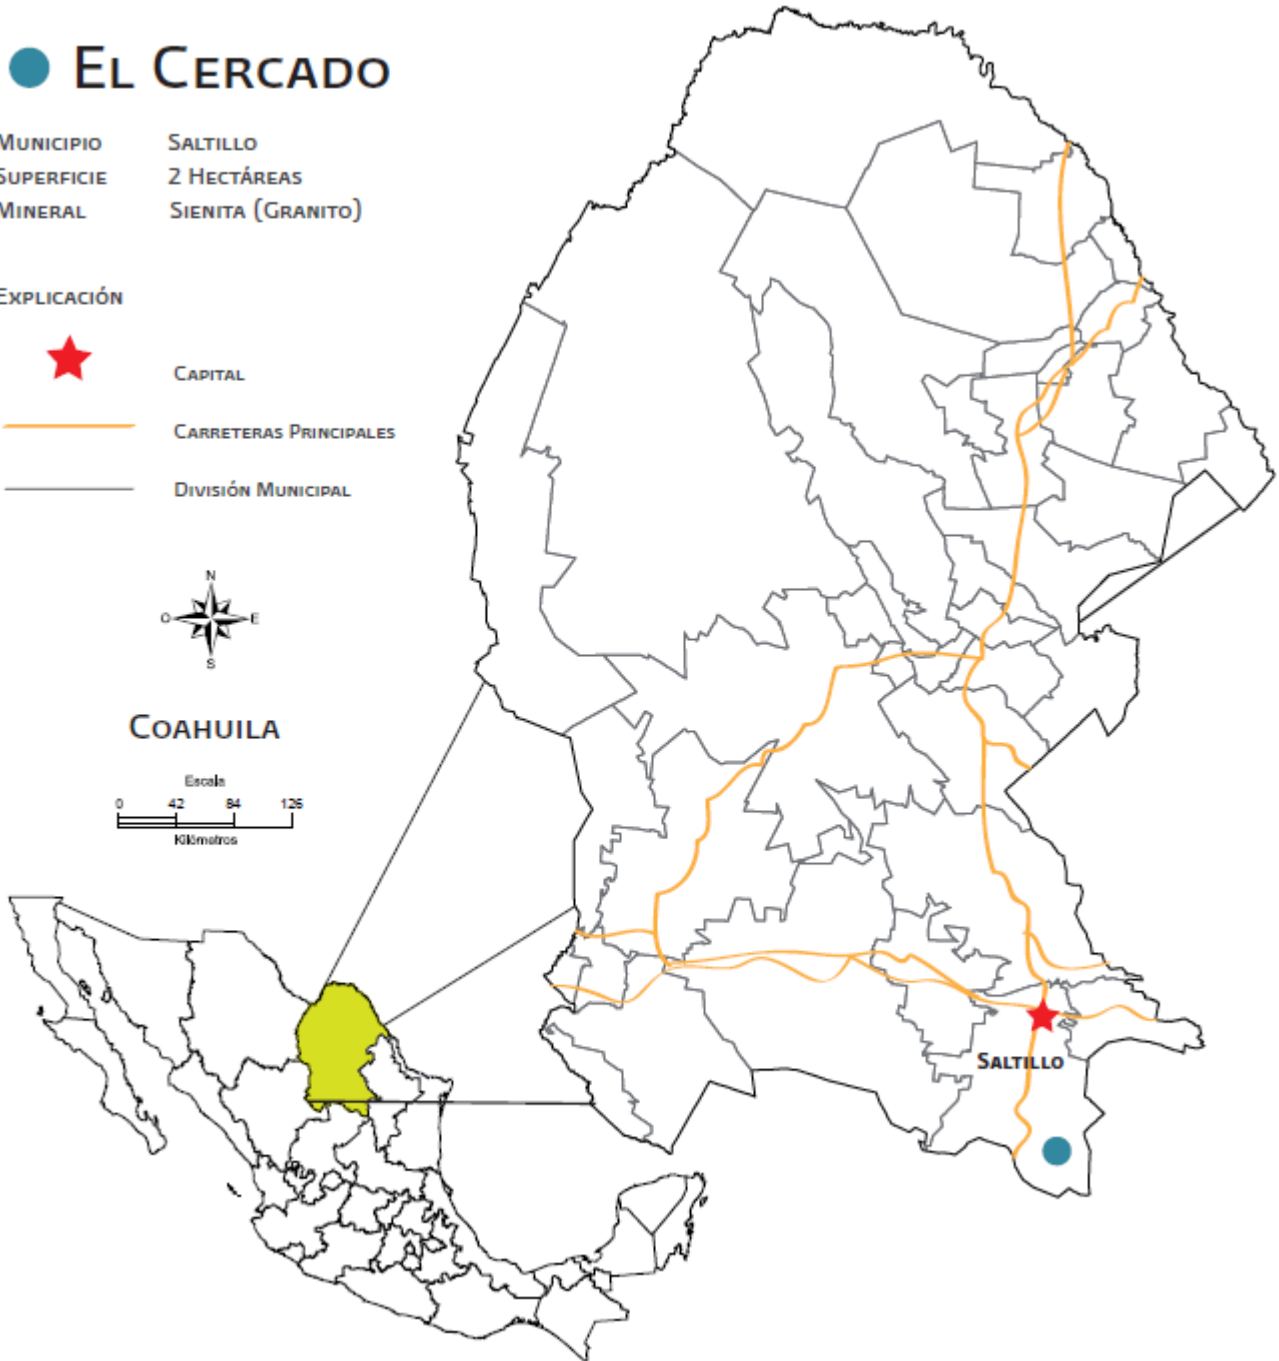 EL CERCADO
MUNICIPIO SALTILLO
SUPERFICIE 2 HECTÁREAS
MINERAL SIENITA (GRANITO)
EXPLICACIÓN
CAPITAL
CARRETERAS PRINCIPALES
DIVISIÓN MUNICIPAL
N
O E
S
COAHUILA
Escala
0 42 84 126
Kilómetros
SALTILLO